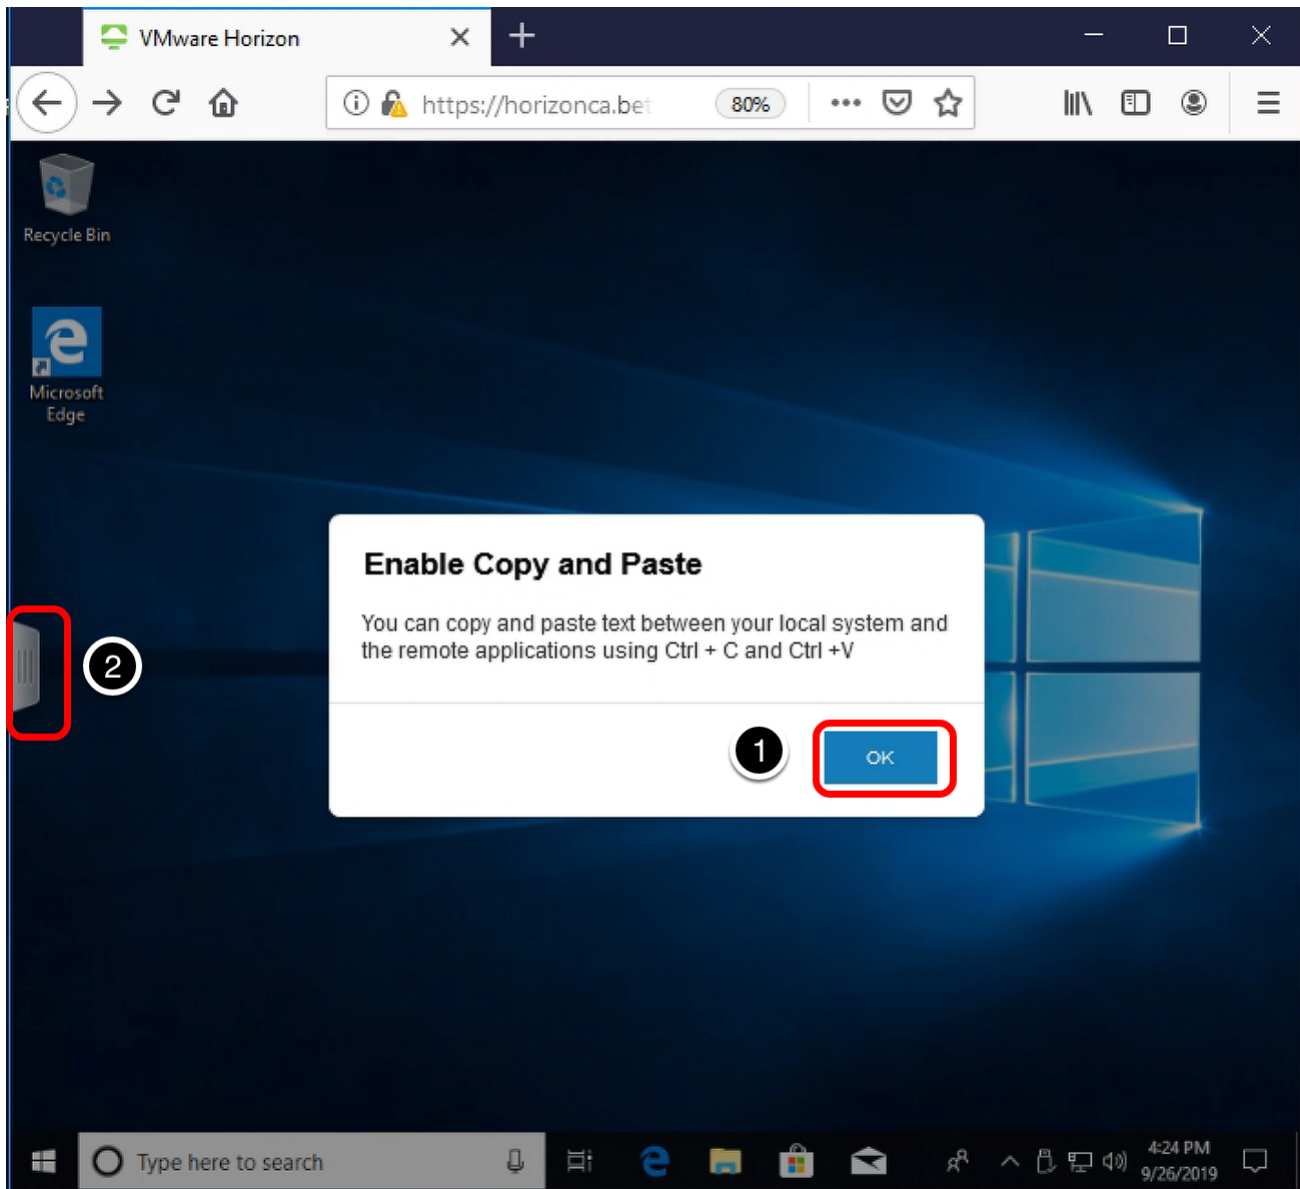 VMware Horizon
https://horizonca.bet
80%
Recycle Bin
Microsoft
Edge
Enable Copy and Paste
You can copy and paste text between your local system and
the remote applications using Ctrl + C and Ctrl +V
2
1
OK
Type here to search
4:24 PM
9/26/2019